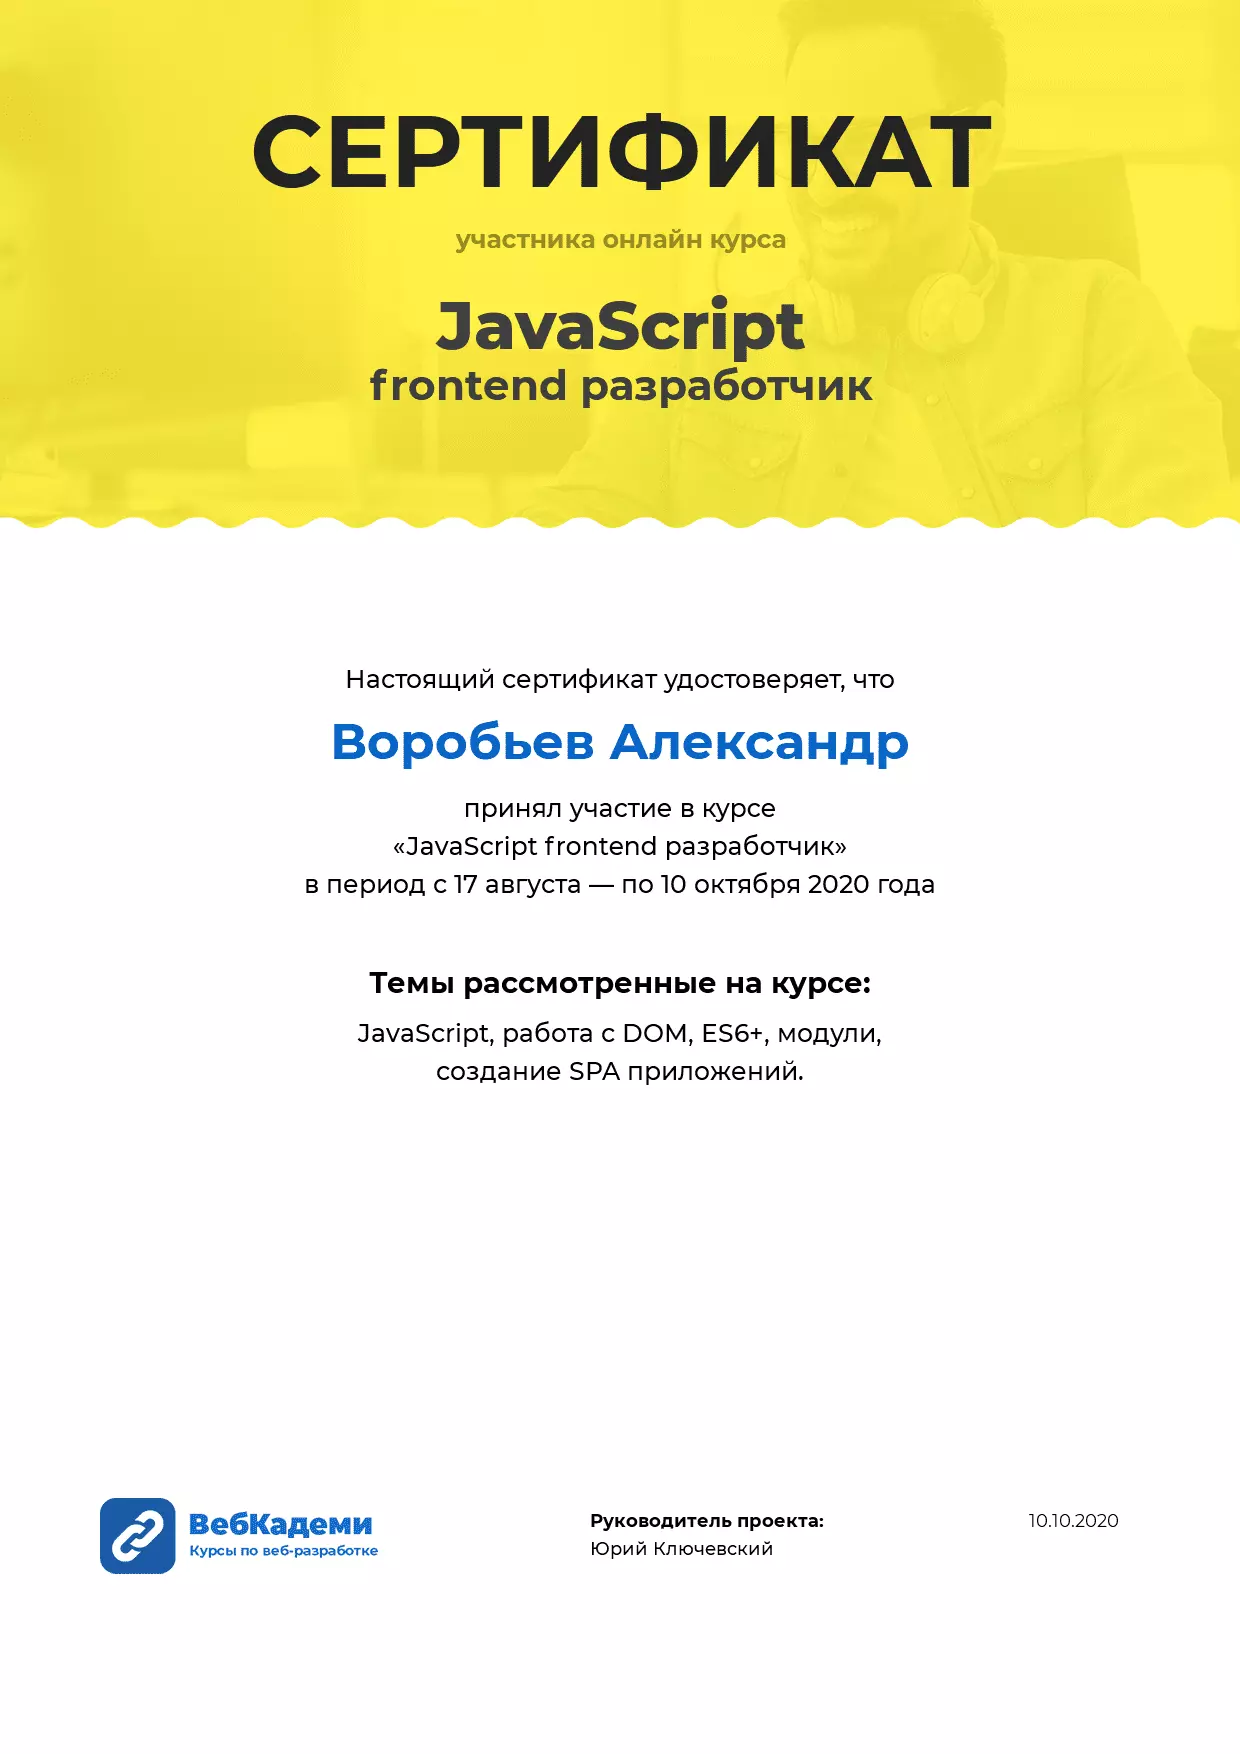 СЕРТИФИКАТ
участника онлайн курса
JavaScript
frontend разработчик
Настоящий сертификат удостоверяет, что
Воробьев Александр
принял участие в курсе
«JavaScript frontend разработчик»
в период с 17 августа — по 10 октября 2020 года
Темы рассмотренные на курсе:
JavaScript, работа с DOM, ES6+, модули,
создание SPA приложений.
ВебКадеми
Курсы по веб-разработке
Руководитель проекта:
Юрий Ключевский
10.10.2020